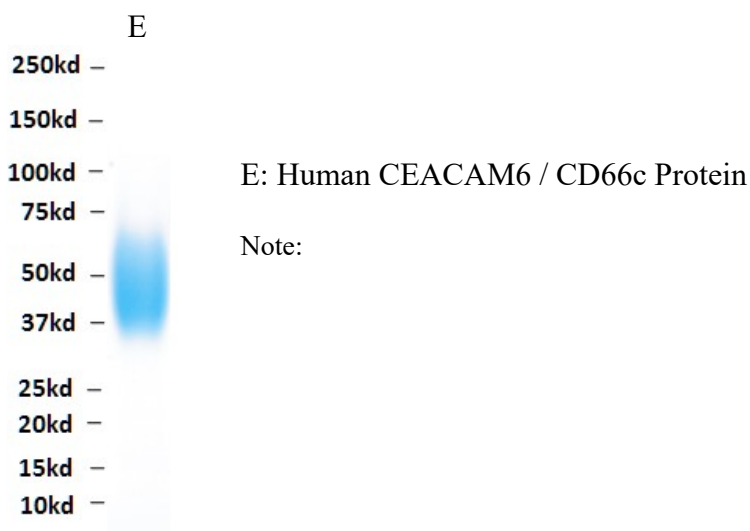 E
250kd
150kd
100kd
75kd
50kd
37kd
25kd
20kd
15kd
10kd
E: Human CEACAM6 / CD66c Protein
Note: